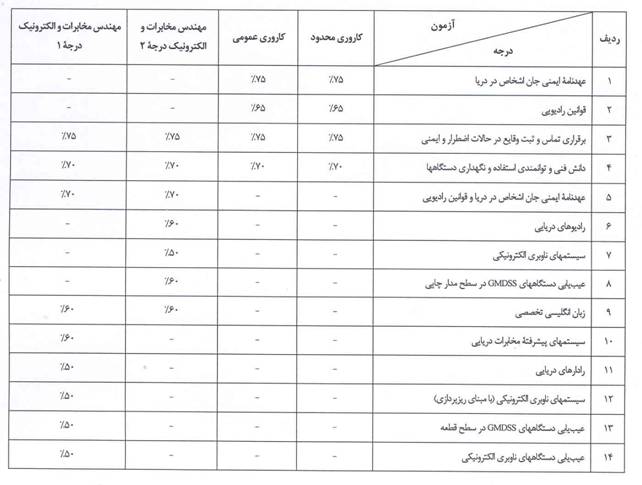 ردیف | آزمون / درجه | کاروری محدود | کاروری عمومی | مهندس مخابرات و الکترونیک درجهٔ ۲ | مهندس مخابرات و الکترونیک درجهٔ ۱
۱ | عهدنامهٔ ایمنی جان اشخاص در دریا | ٪۷۵ | ٪۷۵ | - | -
۲ | قوانین رادیویی | ٪۶۵ | ٪۶۵ | - | -
۳ | برقراری تماس و ثبت وقایع در حالات اضطرار و ایمنی | ٪۷۵ | ٪۷۵ | ٪۷۵ | ٪۷۵
۴ | دانش فنی و توانمندی استفاده و نگهداری دستگاهها | ٪۷۰ | ٪۷۰ | ٪۷۰ | ٪۷۰
۵ | عهدنامهٔ ایمنی جان اشخاص در دریا و قوانین رادیویی | - | - | ٪۷۰ | ٪۷۰
۶ | رادیوهای دریایی | - | - | ٪۶۰ | -
۷ | سیستمهای ناوبری الکترونیکی | - | - | ٪۵۰ | -
۸ | عیب‌یابی دستگاههای GMDSS در سطح مدار چاپی | - | - | ٪۶۰ | -
۹ | زبان انگلیسی تخصصی | - | - | ٪۶۰ | ٪۶۰
۱۰ | سیستمهای پیشرفتهٔ مخابرات دریایی | - | - | - | ٪۶۰
۱۱ | رادارهای دریایی | - | - | - | ٪۵۰
۱۲ | سیستمهای ناوبری الکترونیکی (با مبنای ریزپردازی) | - | - | - | ٪۵۰
۱۳ | عیب‌یابی دستگاههای GMDSS در سطح قطعه | - | - | - | ٪۵۰
۱۴ | عیب‌یابی دستگاههای ناوبری الکترونیکی | - | - | - | ٪۵۰